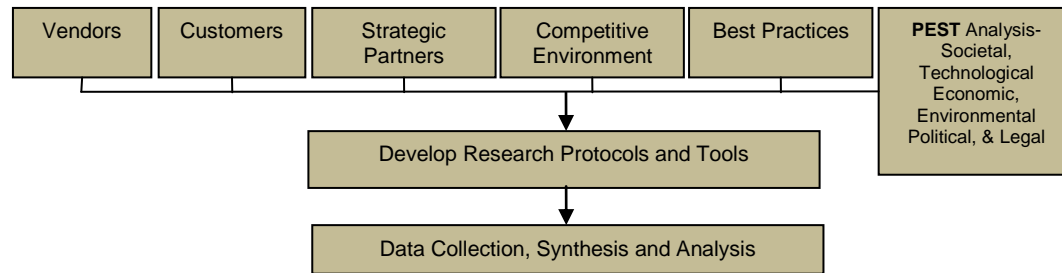 Vendors
Customers
Strategic
Partners
Competitive
Environment
Best Practices
PEST Analysis-
Societal,
Technological
Economic,
Environmental
Political, & Legal
Develop Research Protocols and Tools
Data Collection, Synthesis and Analysis